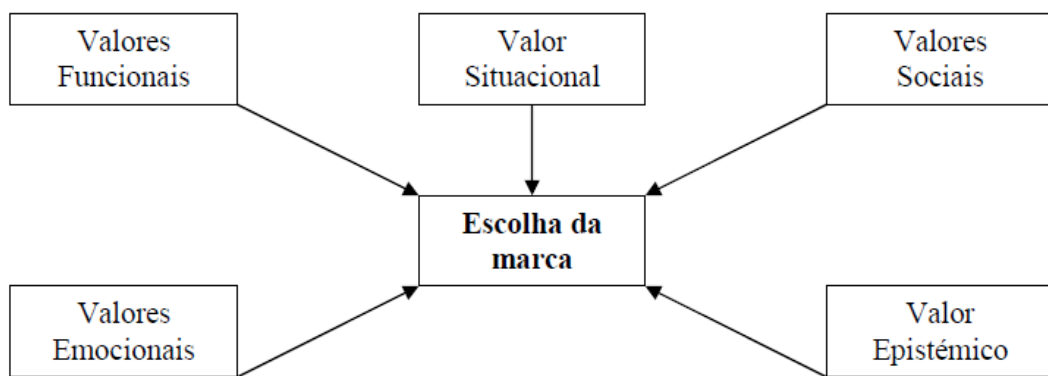 Valores
Funcionais
Valor
Situacional
Valores
Sociais
Escolha da
marca
Valores
Emocionais
Valor
Epistémico